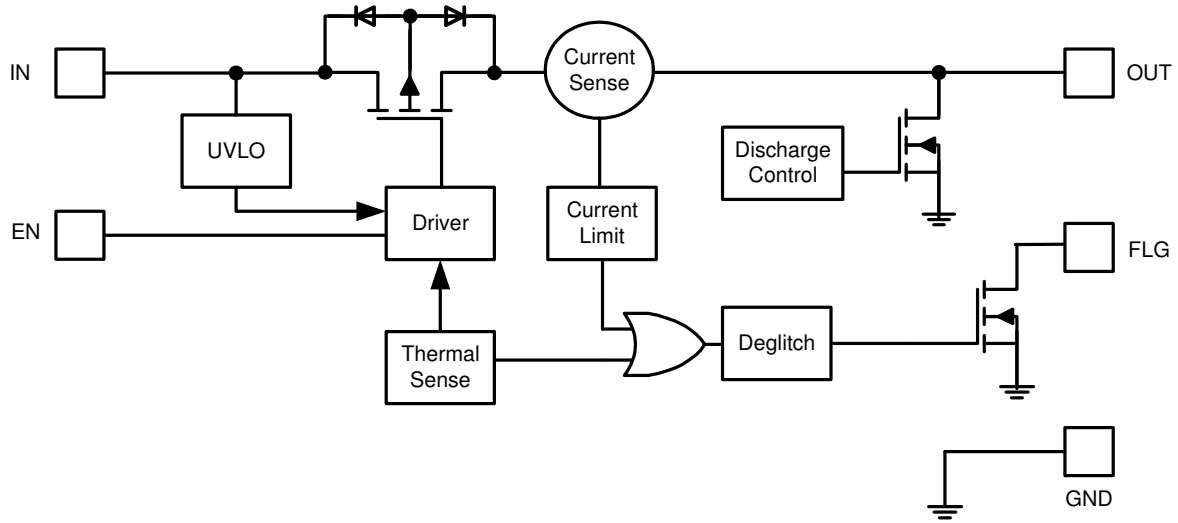 IN
Current
Sense
OUT
UVLO
Discharge
Control
EN
Driver
Current
Limit
FLG
Thermal
Sense
Deglitch
GND